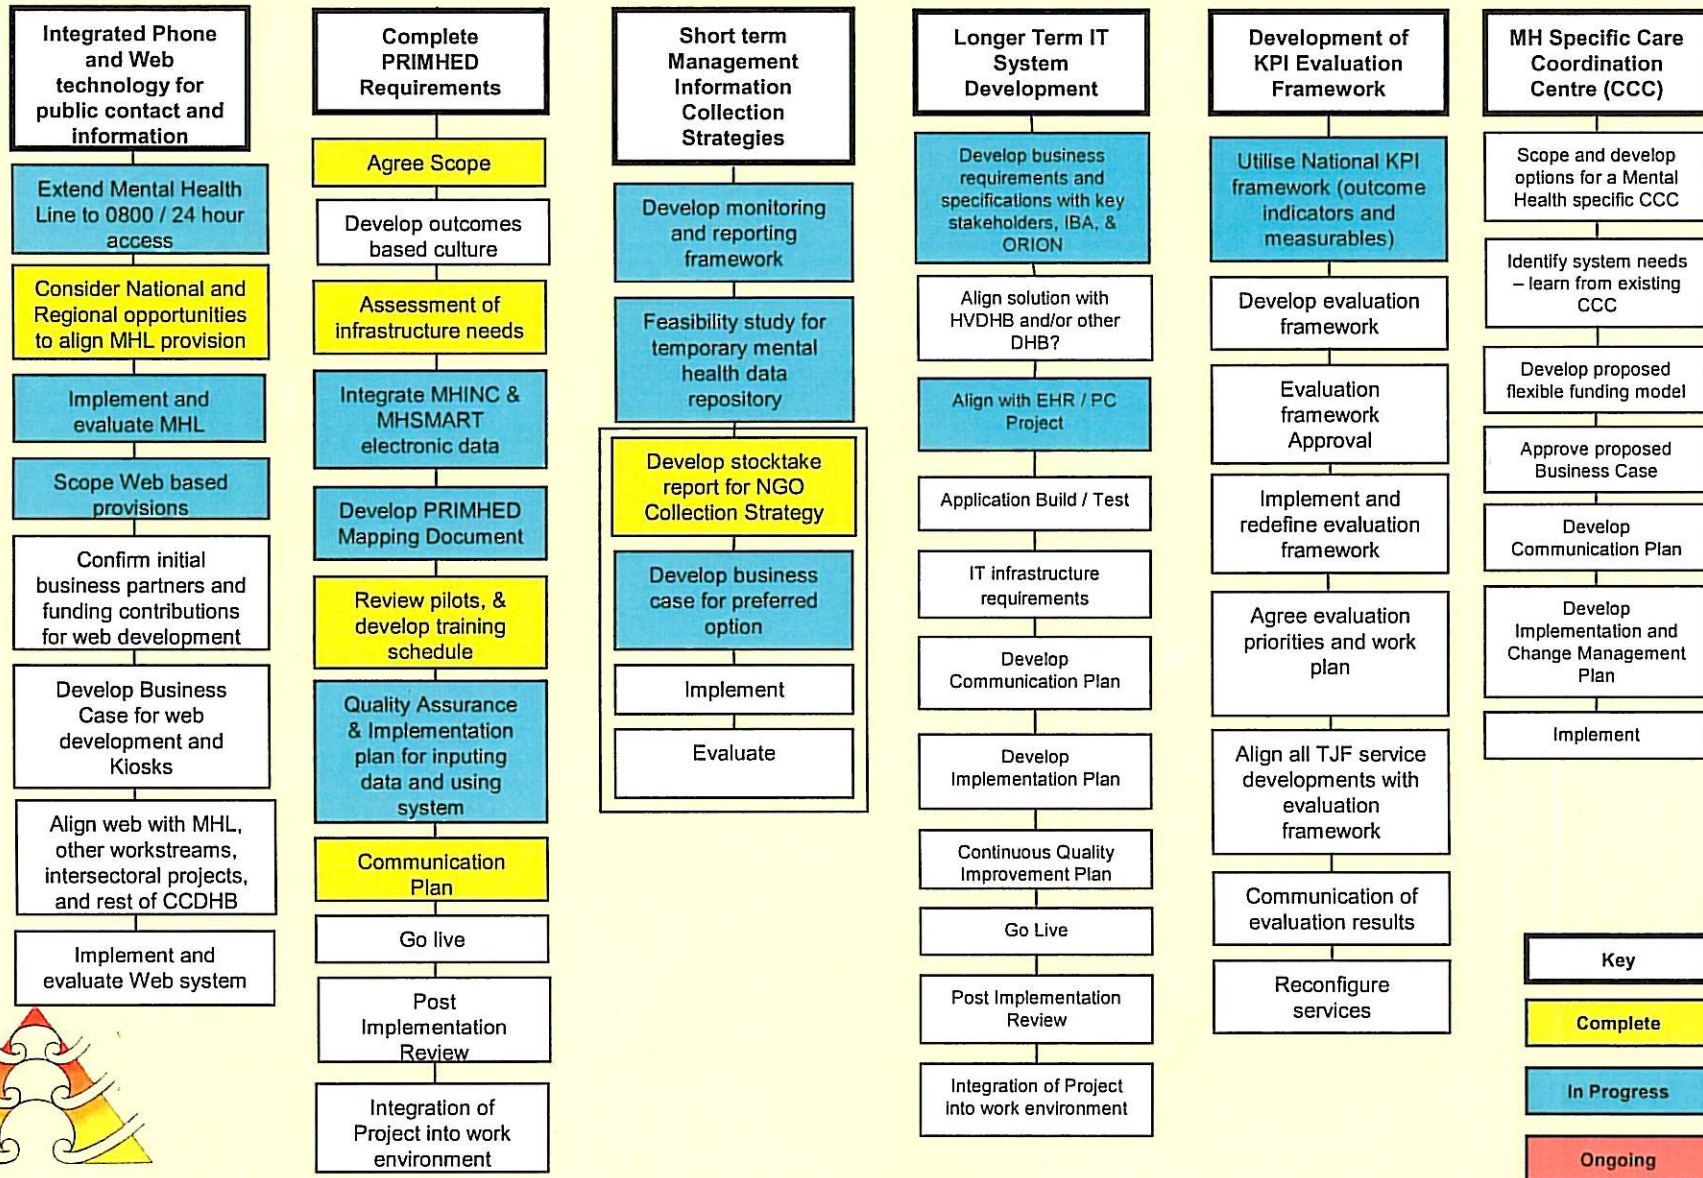 Integrated Phone
and Web
technology for
public contact and
information
Extend Mental Health
Line to 0800 / 24 hour
access
Consider National and
Regional opportunities
to align MHL provision
Implement and
evaluate MHL
Scope Web based
provisions
Confirm initial
business partners and
funding contributions
for web development
Develop Business
Case for web
development and
Kiosks
Align web with MHL,
other workstreams,
intersectoral projects,
and rest of CCDHB
Implement and
evaluate Web system
Complete
PRIMHED
Requirements
Agree Scope
Develop outcomes
based culture
Assessment of
infrastructure needs
Integrate MHINC &
MHSMART
electronic data
Develop PRIMHED
Mapping Document
Review pilots, &
develop training
schedule
Quality Assurance
& Implementation
plan for inputing
data and using
system
Communication
Plan
Go live
Post
Implementation
Review
Integration of
Project into work
environment
Short term
Management
Information
Collection
Strategies
Develop monitoring
and reporting
framework
Feasibility study for
temporary mental
health data
repository
Develop stocktake
report for NGO
Collection Strategy
Develop business
case for preferred
option
Implement
Evaluate
Longer Term IT
System
Development
Develop business
requirements and
specifications with key
stakeholders, IBA, &
ORION
Align solution with
HVDHB and/or other
DHB?
Align with EHR / PC
Project
Application Build / Test
IT infrastructure
requirements
Develop
Communication Plan
Develop
Implementation Plan
Continuous Quality
Improvement Plan
Go Live
Post Implementation
Review
Integration of Project
into work environment
Development of
KPI Evaluation
Framework
Utilise National KPI
framework (outcome
indicators and
measurables)
Develop evaluation
framework
Evaluation
framework
Approval
Implement and
redefine evaluation
framework
Agree evaluation
priorities and work
plan
Align all TJF service
developments with
evaluation
framework
Communication of
evaluation results
Reconfigure
services
MH Specific Care
Coordination
Centre (CCC)
Scope and develop
options for a Mental
Health specific CCC
Identify system needs
– learn from existing
CCC
Develop proposed
flexible funding model
Approve proposed
Business Case
Develop
Communication Plan
Develop
Implementation and
Change Management
Plan
Implement
Key
Complete
In Progress
Ongoing